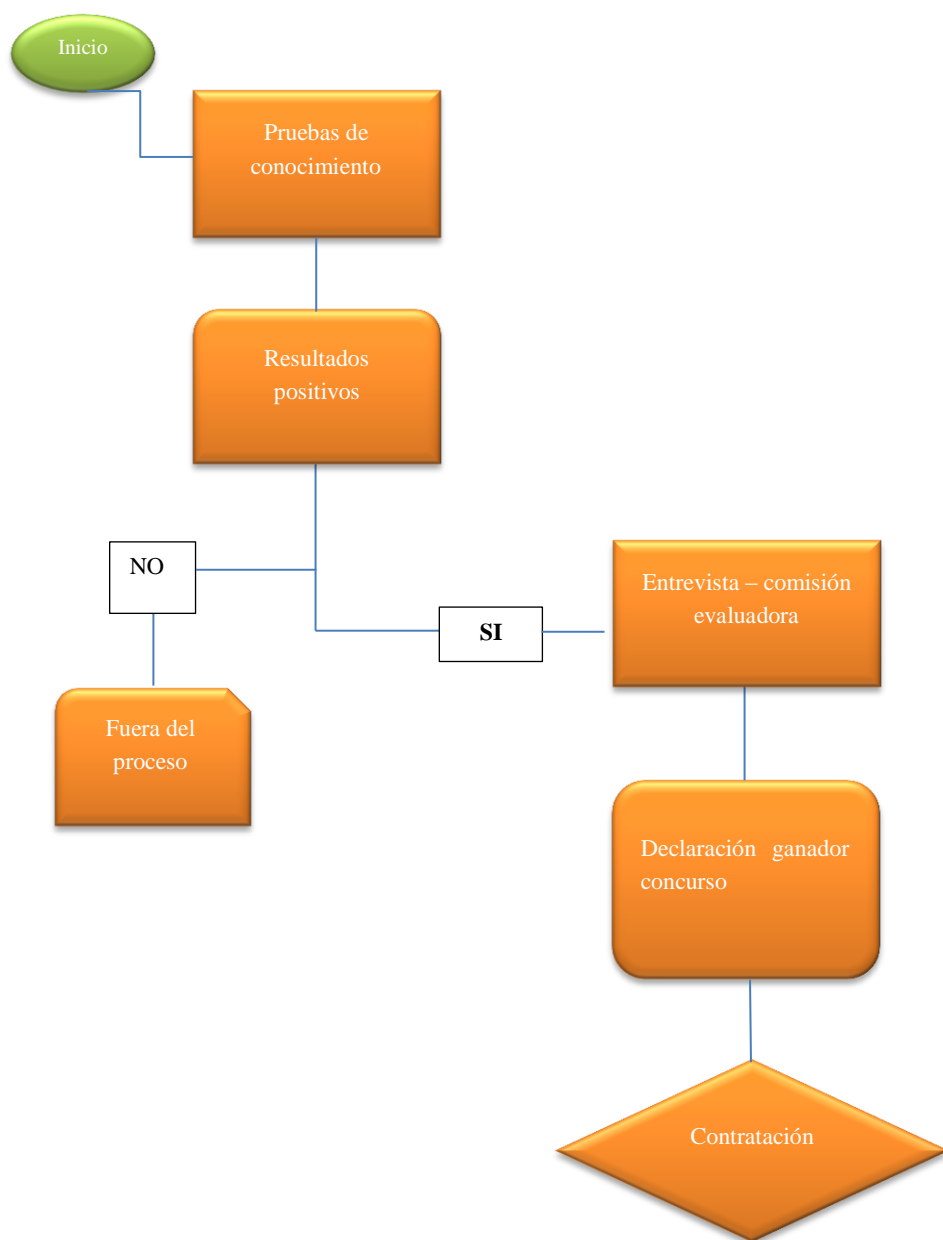 Inicio
Pruebas de
conocimiento
Resultados
positivos
NO
SI
Entrevista – comisión
evaluadora
Fuera del
proceso
Declaración ganador
concurso
Contratación